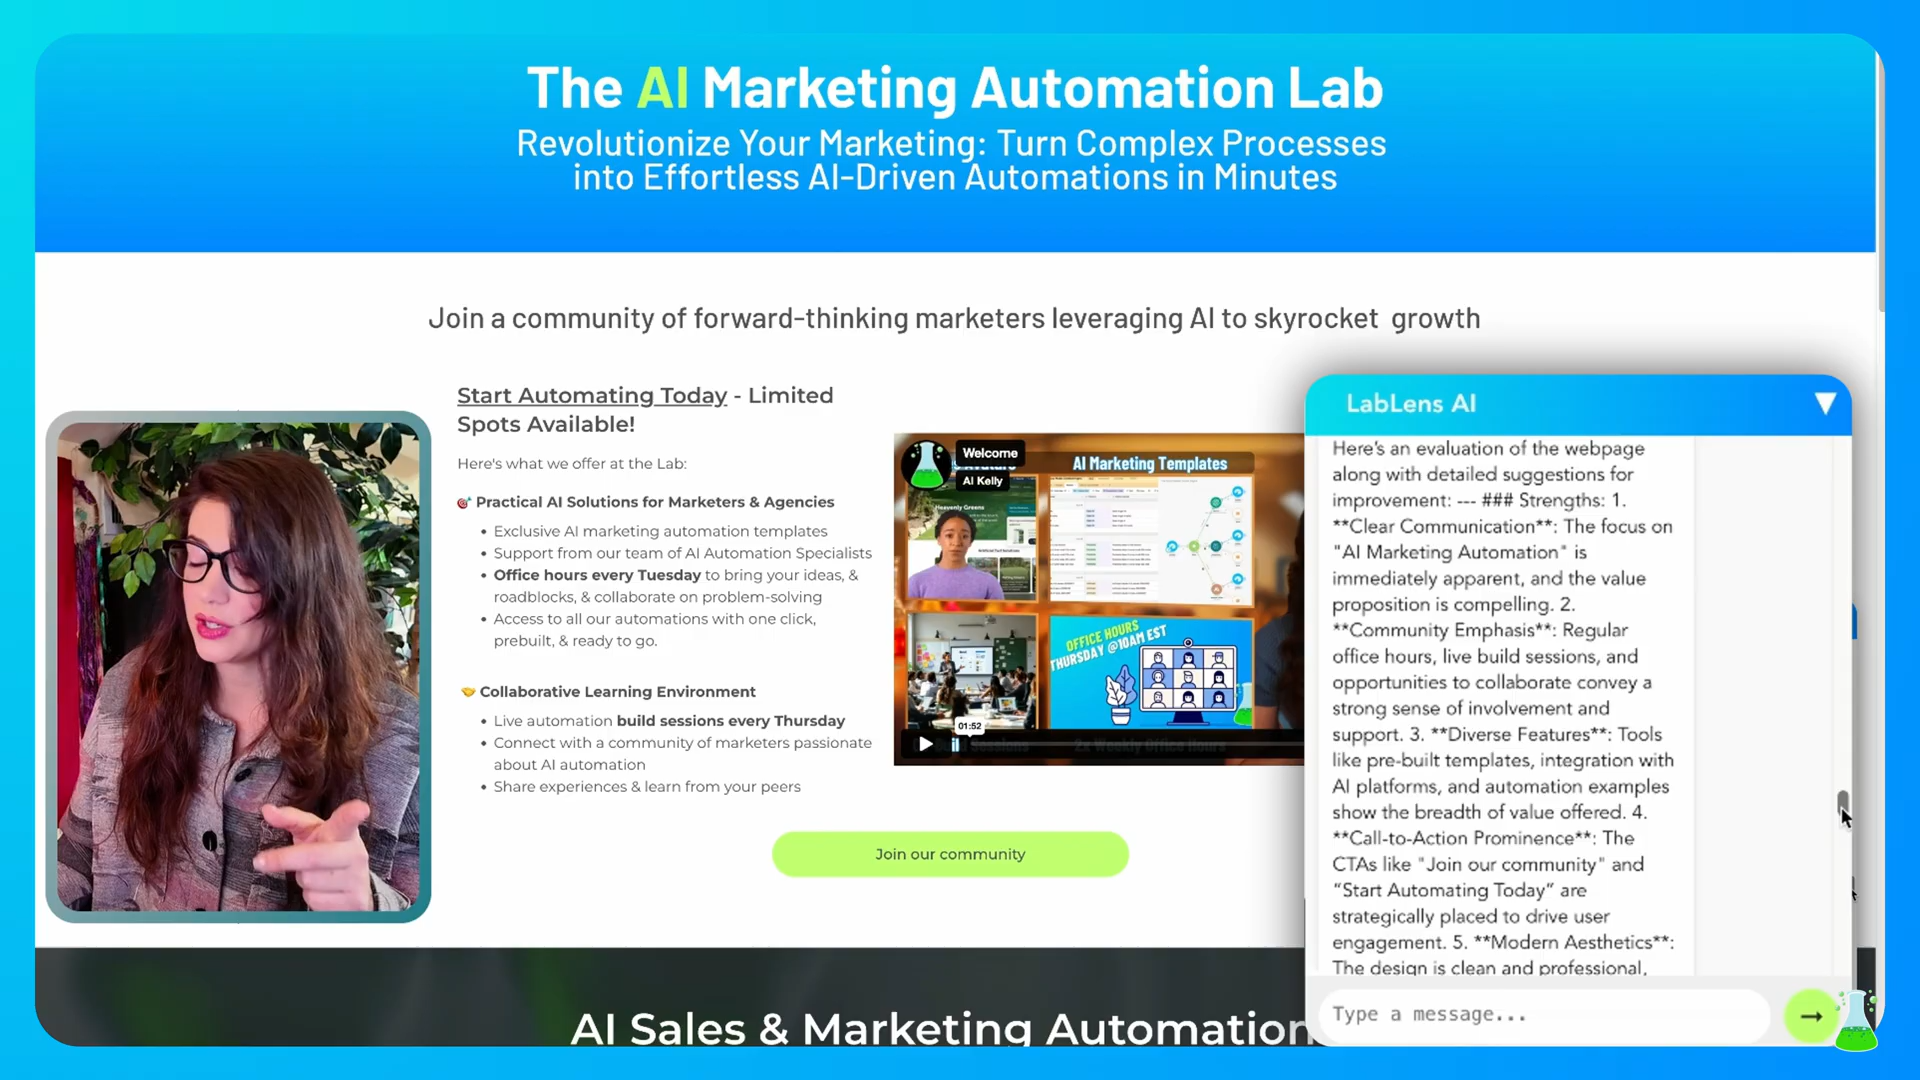 The AI Marketing Automation Lab
Revolutionize Your Marketing: Turn Complex Processes
into Effortless AI-Driven Automations in Minutes
Join a community of forward-thinking marketers leveraging AI to skyrocket growth
Start Automating Today - Limited
Spots Available!
Here's what we offer at the Lab:
Practical AI Solutions for Marketers & Agencies
Exclusive AI marketing automation templates
Support from our team of AI Automation Specialists
Office hours every Tuesday to bring your ideas, &
roadblocks, & collaborate on problem-solving
Access to all our automations with one click,
prebuilt, & ready to go.
Collaborative Learning Environment
Live automation build sessions every Thursday
Connect with a community of marketers passionate
about AI automation
Share experiences & learn from your peers
Welcome
AI Kelly
AI Marketing Templates
Heavenly Greens
OFFICE HOURS
THURSDAY @10AM EST
01:52
Sessions
2x Weekly Office Hours
Join our community
AI Sales & Marketing Automation
LabLens AI
Here's an evaluation of the webpage
along with detailed suggestions for
improvement: --- ### Strengths: 1.
**Clear Communication**: The focus on
"AI Marketing Automation" is
immediately apparent, and the value
proposition is compelling. 2.
**Community Emphasis**: Regular
office hours, live build sessions, and
opportunities to collaborate convey a
strong sense of involvement and
support. 3. **Diverse Features**: Tools
like pre-built templates, integration with
AI platforms, and automation examples
show the breadth of value offered. 4.
**Call-to-Action Prominence**: The
CTAs like "Join our community" and
"Start Automating Today" are
strategically placed to drive user
engagement. 5. **Modern Aesthetics**:
The design is clean and professional,
Type a message...